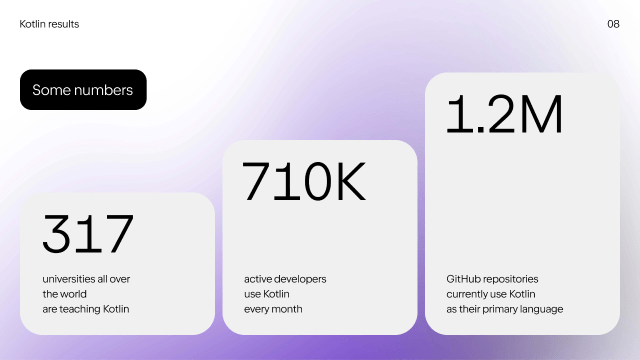 Kotlin results
08
Some numbers
317
universities all over
the world
are teaching Kotlin
710K
active developers
use Kotlin
every month
1.2M
GitHub repositories
currently use Kotlin
as their primary language